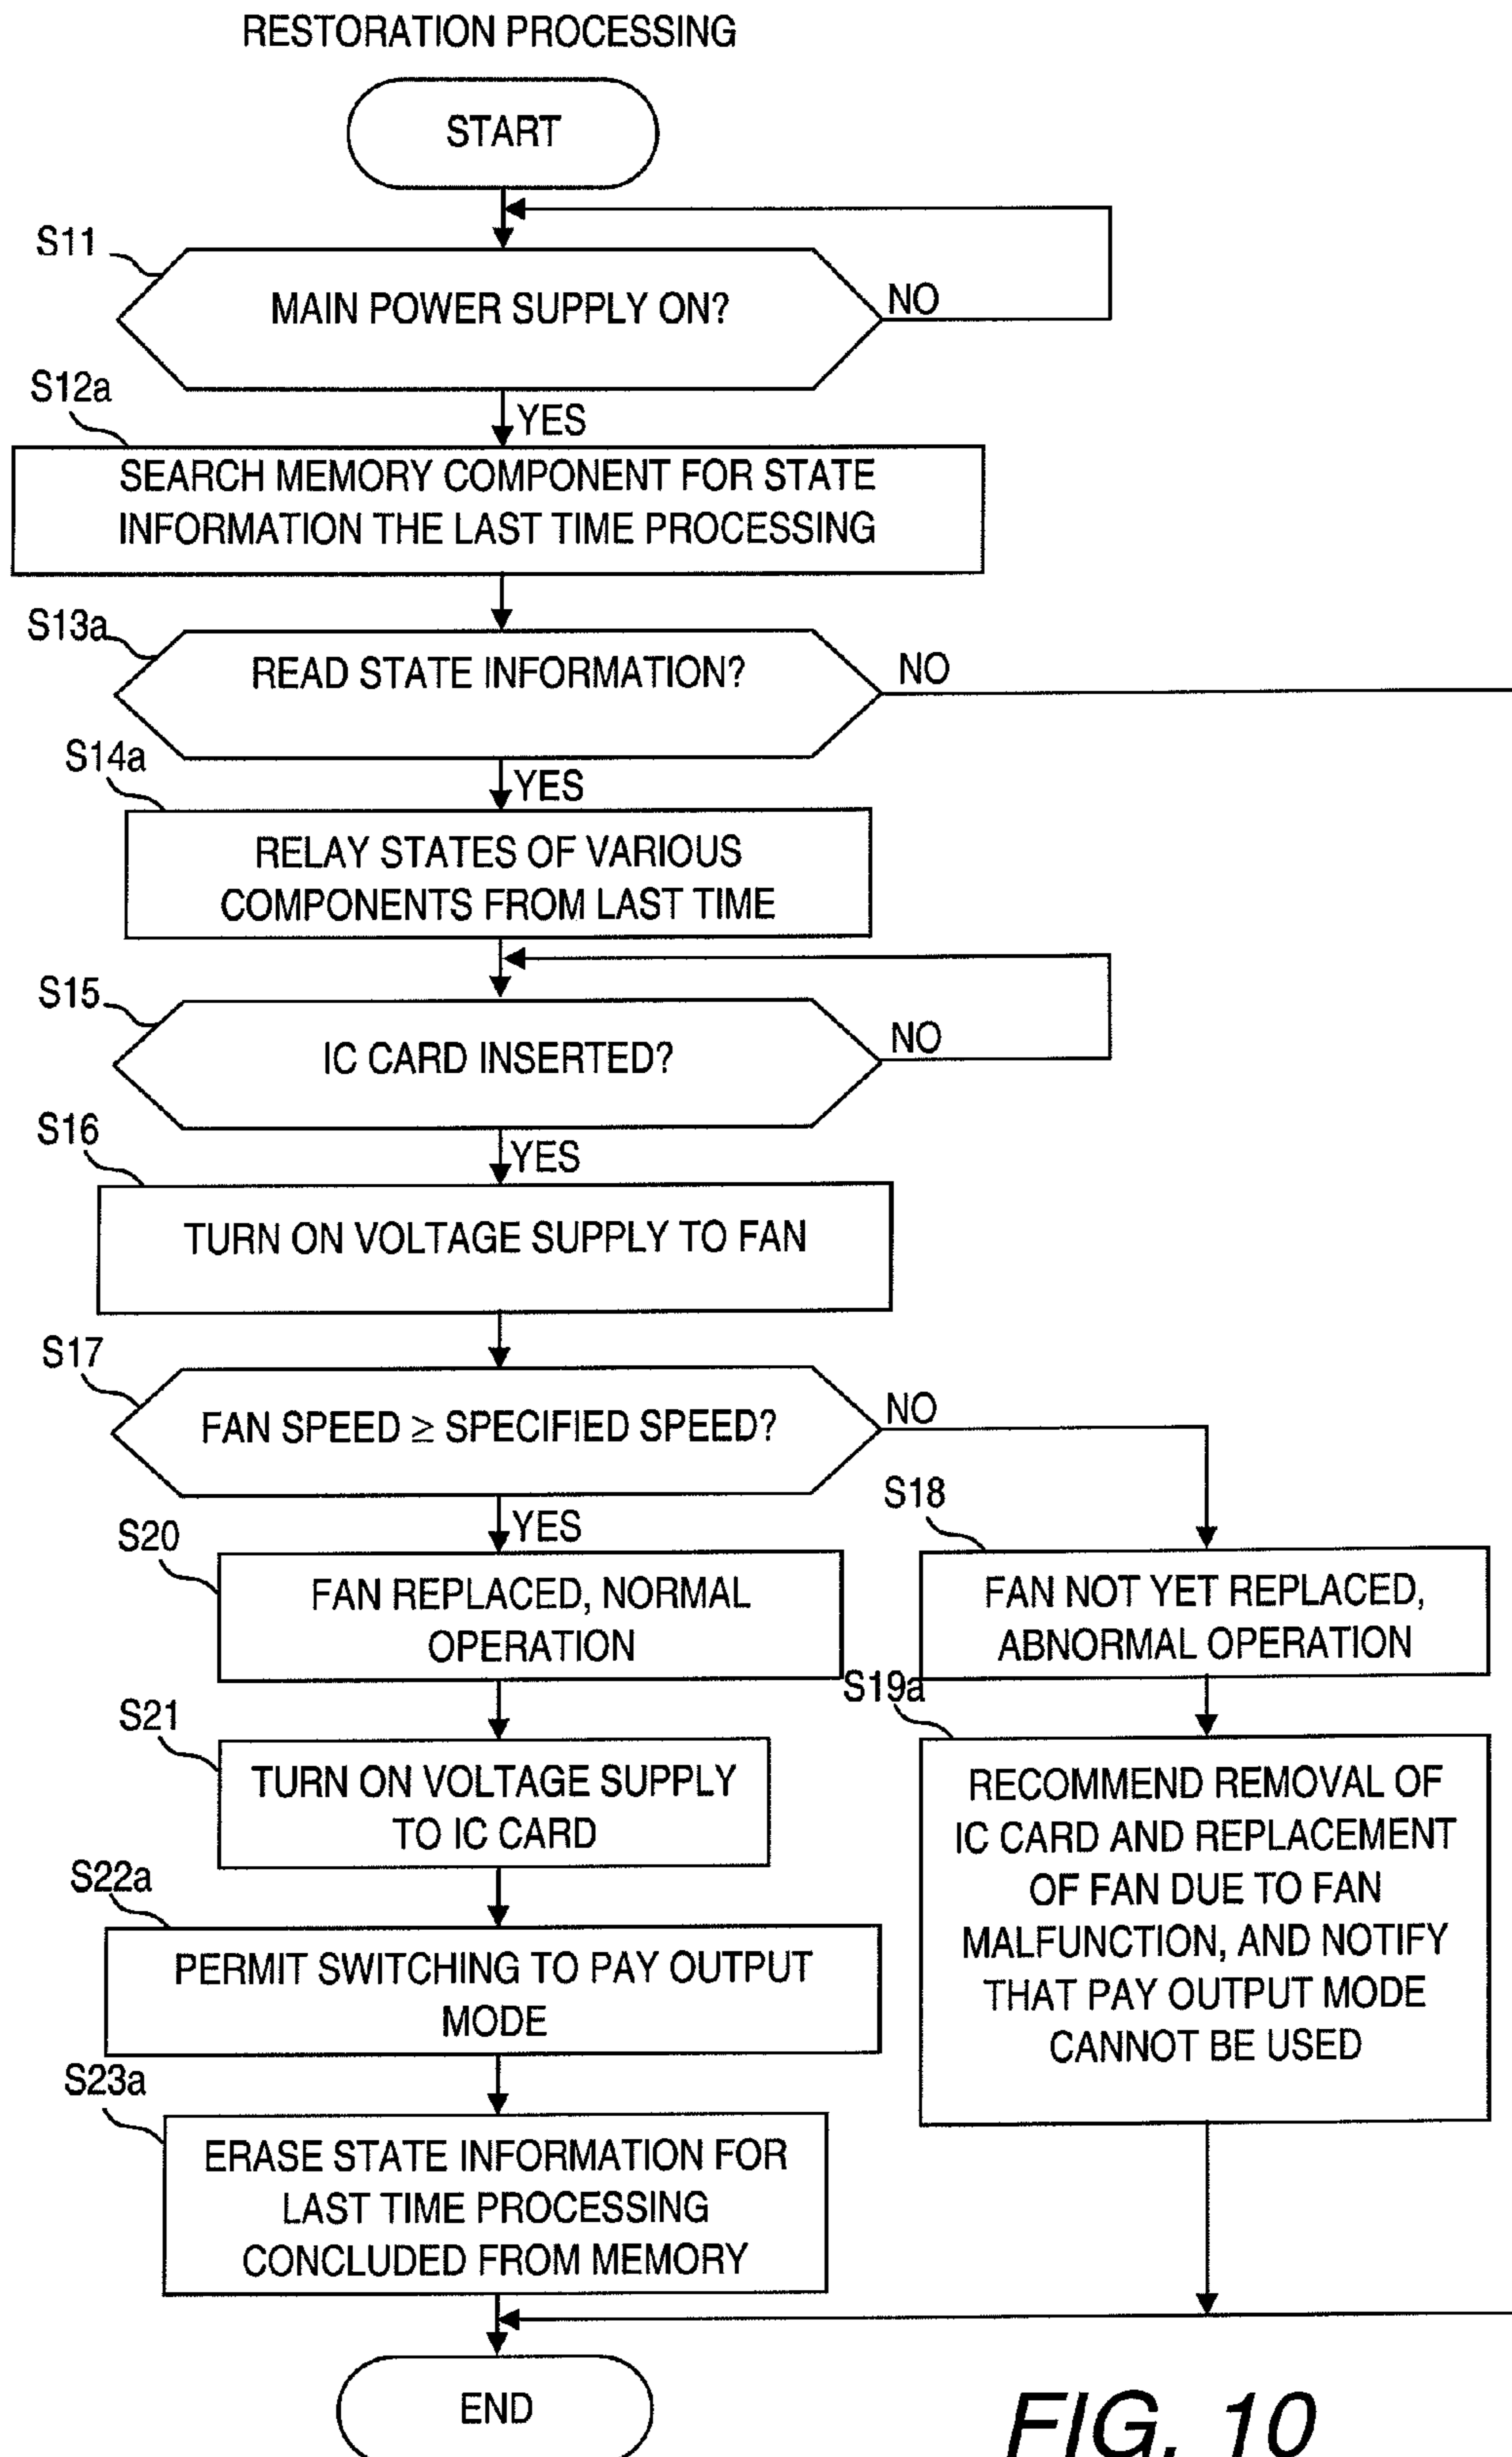 RESTORATION PROCESSING
START
S11
MAIN POWER SUPPLY ON?
NO
S12a
YES
SEARCH MEMORY COMPONENT FOR STATE
INFORMATION THE LAST TIME PROCESSING
S13a
READ STATE INFORMATION?
NO
S14a
YES
RELAY STATES OF VARIOUS
COMPONENTS FROM LAST TIME
S15
IC CARD INSERTED?
NO
S16
YES
TURN ON VOLTAGE SUPPLY TO FAN
S17
FAN SPEED ≥ SPECIFIED SPEED?
NO
YES
S20
FAN REPLACED, NORMAL
OPERATION
S21
TURN ON VOLTAGE SUPPLY
TO IC CARD
S22a
PERMIT SWITCHING TO PAY OUTPUT
MODE
S23a
ERASE STATE INFORMATION FOR
LAST TIME PROCESSING
CONCLUDED FROM MEMORY
S18
FAN NOT YET REPLACED,
ABNORMAL OPERATION
S19a
RECOMMEND REMOVAL OF
IC CARD AND REPLACEMENT
OF FAN DUE TO FAN
MALFUNCTION, AND NOTIFY
THAT PAY OUTPUT MODE
CANNOT BE USED
END
FIG. 10